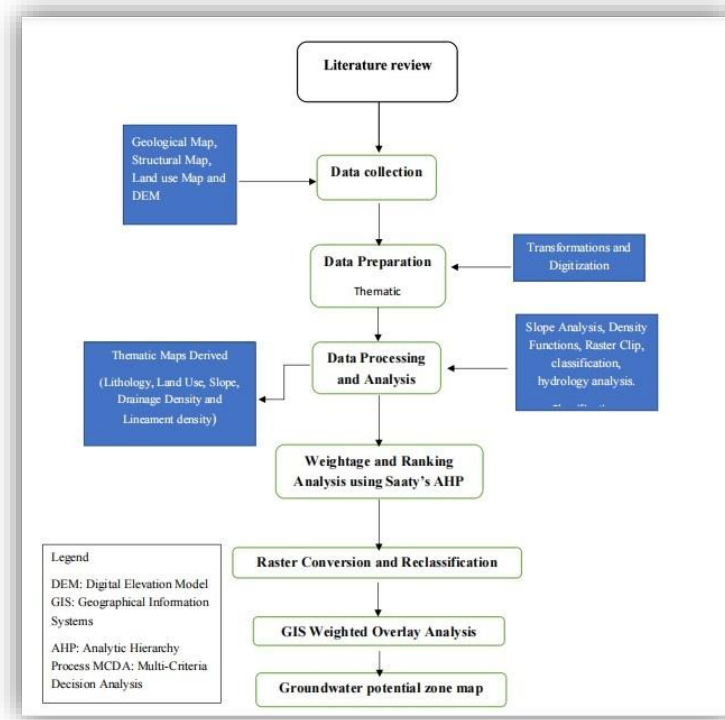 Literature review
Geological Map,
Structural Map,
Land use Map and
DEM
Data collection
Data Preparation
Thematic
Transformations and
Digitization
Slope Analysis, Density
Functions, Raster Clip,
classification,
hydrology analysis.
Thematic Maps Derived
(Lithology, Land Use, Slope,
Drainage Density and
Lineament density)
Data Processing
and Analysis
Weightage and Ranking
Analysis using Saaty's AHP
Raster Conversion and Reclassification
GIS Weighted Overlay Analysis
Groundwater potential zone map
Legend
DEM: Digital Elevation Model
GIS: Geographical Information
Systems
AHP: Analytic Hierarchy
Process MCDA: Multi-Criteria
Decision Analysis